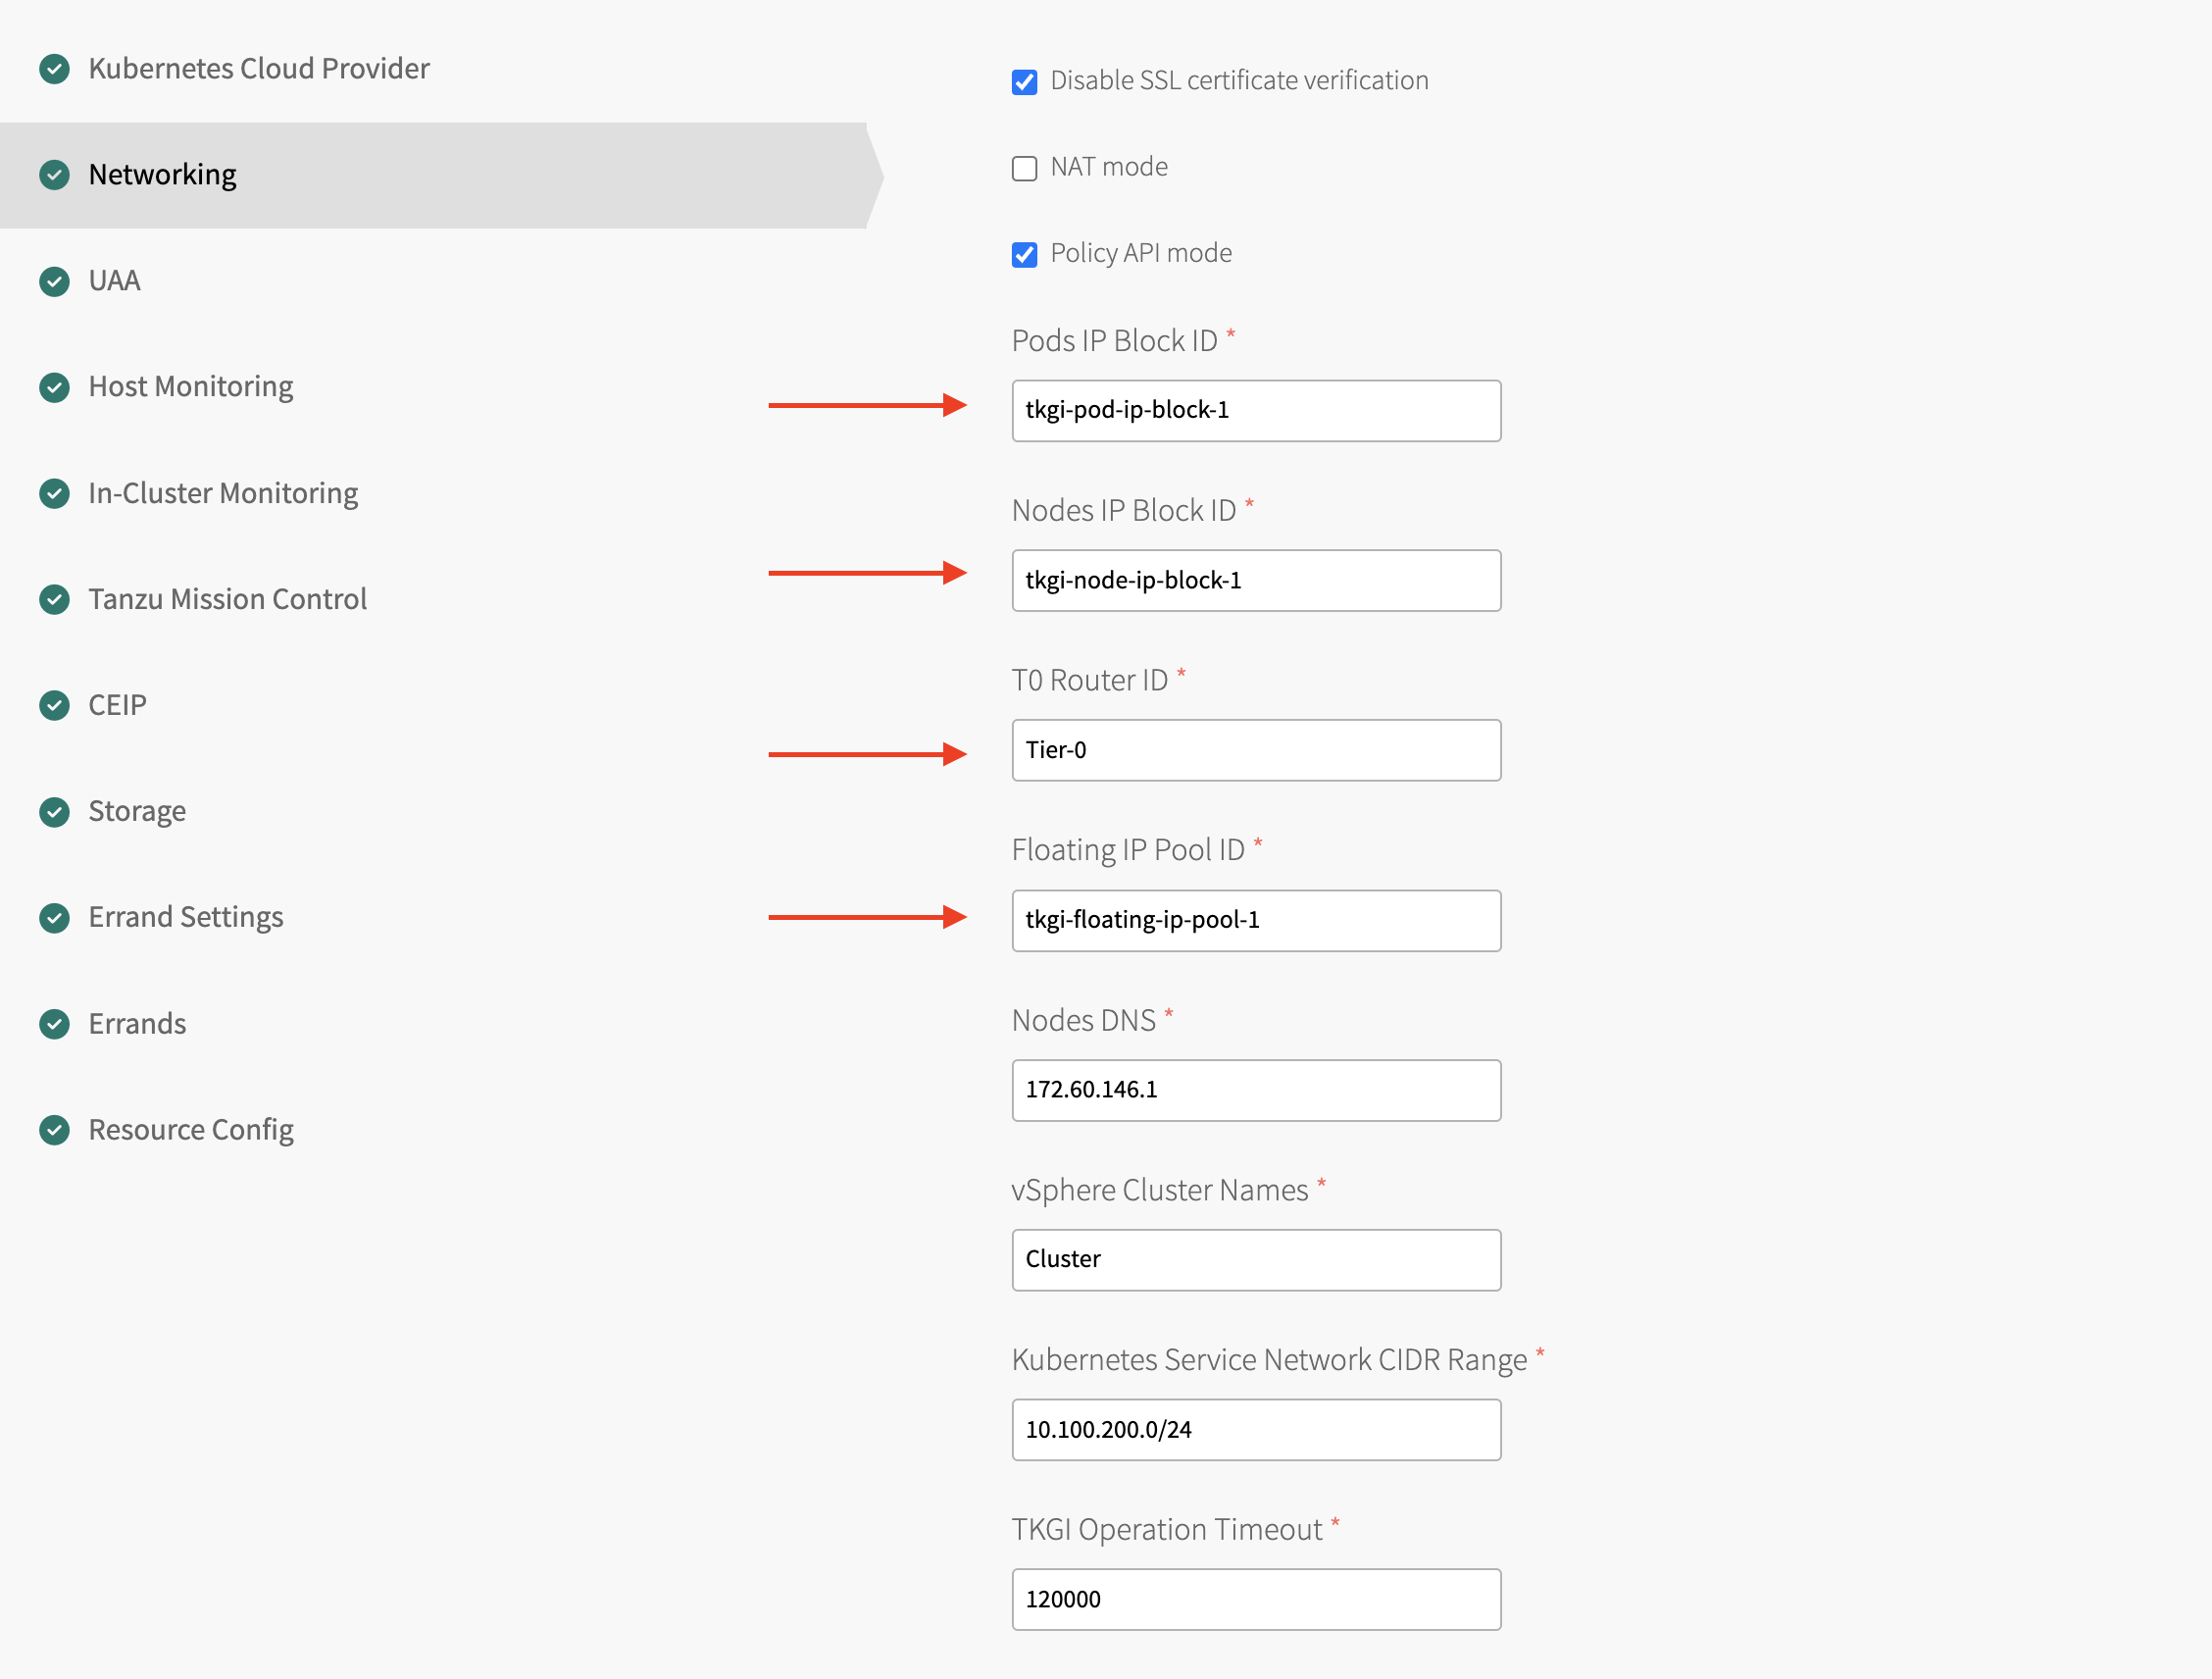 Kubernetes Cloud Provider
Networking
UAA
Host Monitoring
In-Cluster Monitoring
Tanzu Mission Control
CEIP
Storage
Errand Settings
Errands
Resource Config
Disable SSL certificate verification
NAT mode
Policy API mode
Pods IP Block ID *
tkgi-pod-ip-block-1
Nodes IP Block ID *
tkgi-node-ip-block-1
T0 Router ID *
Tier-0
Floating IP Pool ID *
tkgi-floating-ip-pool-1
Nodes DNS *
172.60.146.1
vSphere Cluster Names *
Cluster
Kubernetes Service Network CIDR Range *
10.100.200.0/24
TKGI Operation Timeout *
120000